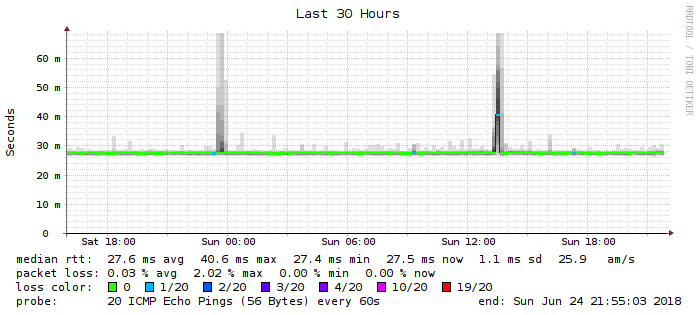 Last 30 Hours
RRDTOOL / TOBI OETIKER
Seconds
60 m
50 m
40 m
30 m
20 m
10 m
0
Sat 18:00 Sun 00:00 Sun 06:00 Sun 12:00 Sun 18:00
median rtt: 27.6 ms avg 40.6 ms max 27.4 ms min 27.5 ms now 1.1 ms sd 25.9 am/s
packet loss: 0.03 % avg 2.02 % max 0.00 % min 0.00 % now
loss color: 0 1/20 2/20 3/20 4/20 10/20 19/20
probe: 20 ICMP Echo Pings (56 Bytes) every 60s end: Sun Jun 24 21:55:03 2018